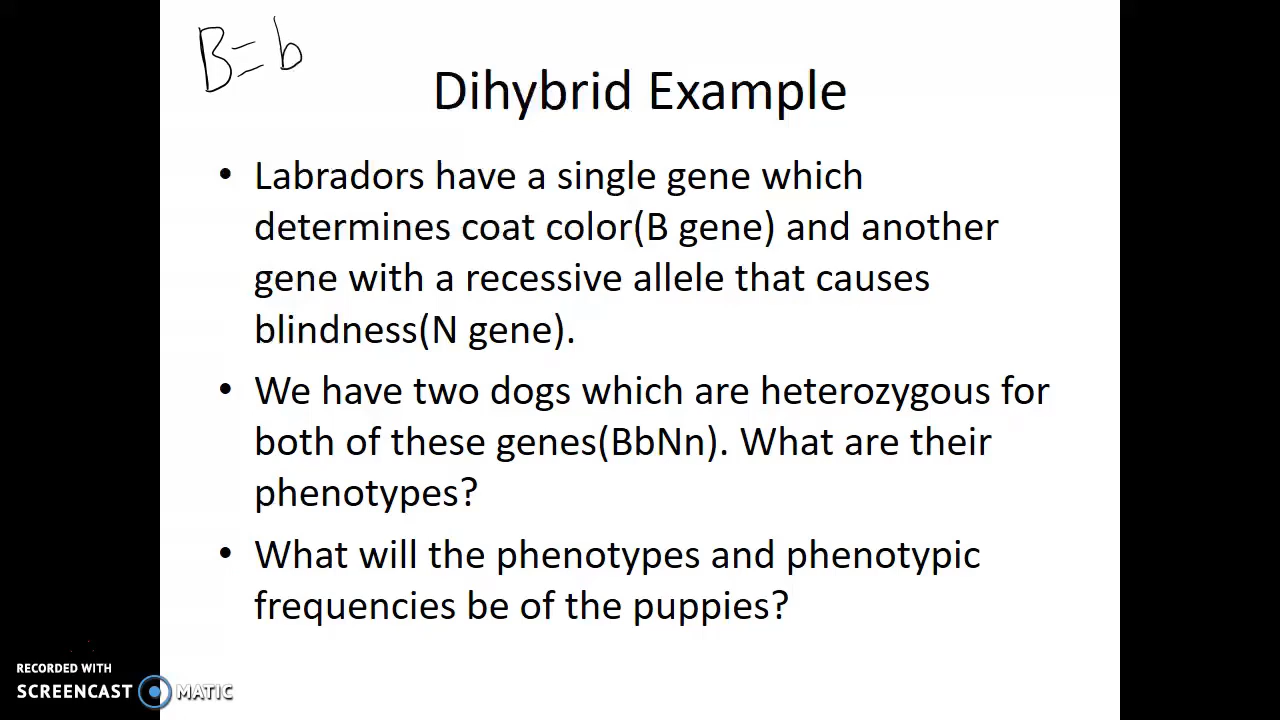 B=b
Dihybrid Example
• Labradors have a single gene which
determines coat color(B gene) and another
gene with a recessive allele that causes
blindness(N gene).
• We have two dogs which are heterozygous for
both of these genes(BbNn). What are their
phenotypes?
• What will the phenotypes and phenotypic
frequencies be of the puppies?
RECORDED WITH
SCREENCAST MATIC